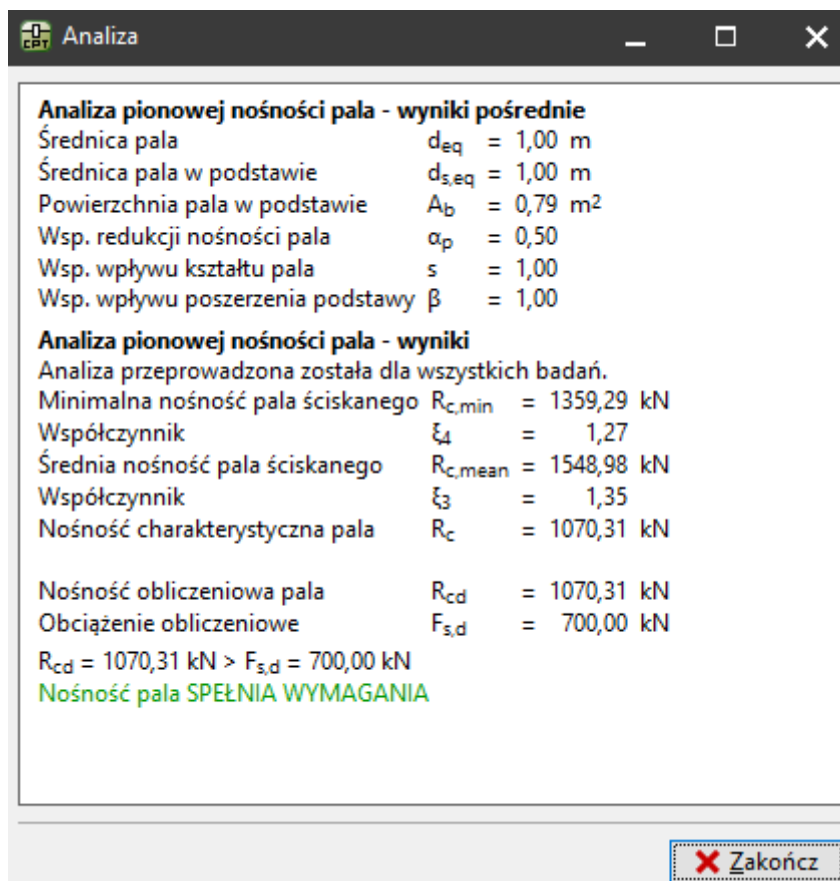 Analiza
Analiza pionowej nośności pala - wyniki pośrednie
Średnica pala d_eq = 1,00 m
Średnica pala w podstawie d_s,eq = 1,00 m
Powierzchnia pala w podstawie A_b = 0,79 m²
Wsp. redukcji nośności pala α_p = 0,50
Wsp. wpływu kształtu pala s = 1,00
Wsp. wpływu poszerzenia podstawy β = 1,00
Analiza pionowej nośności pala - wyniki
Analiza przeprowadzona została dla wszystkich badań.
Minimalna nośność pala ściskanego R_c,min = 1359,29 kN
Współczynnik ξ_4 = 1,27
Średnia nośność pala ściskanego R_c,mean = 1548,98 kN
Współczynnik ξ_3 = 1,35
Nośność charakterystyczna pala R_c = 1070,31 kN
Nośność obliczeniowa pala R_cd = 1070,31 kN
Obciążenie obliczeniowe F_s,d = 700,00 kN
R_cd = 1070,31 kN > F_s,d = 700,00 kN
Nośność pala SPEŁNIA WYMAGANIA
Zakończ